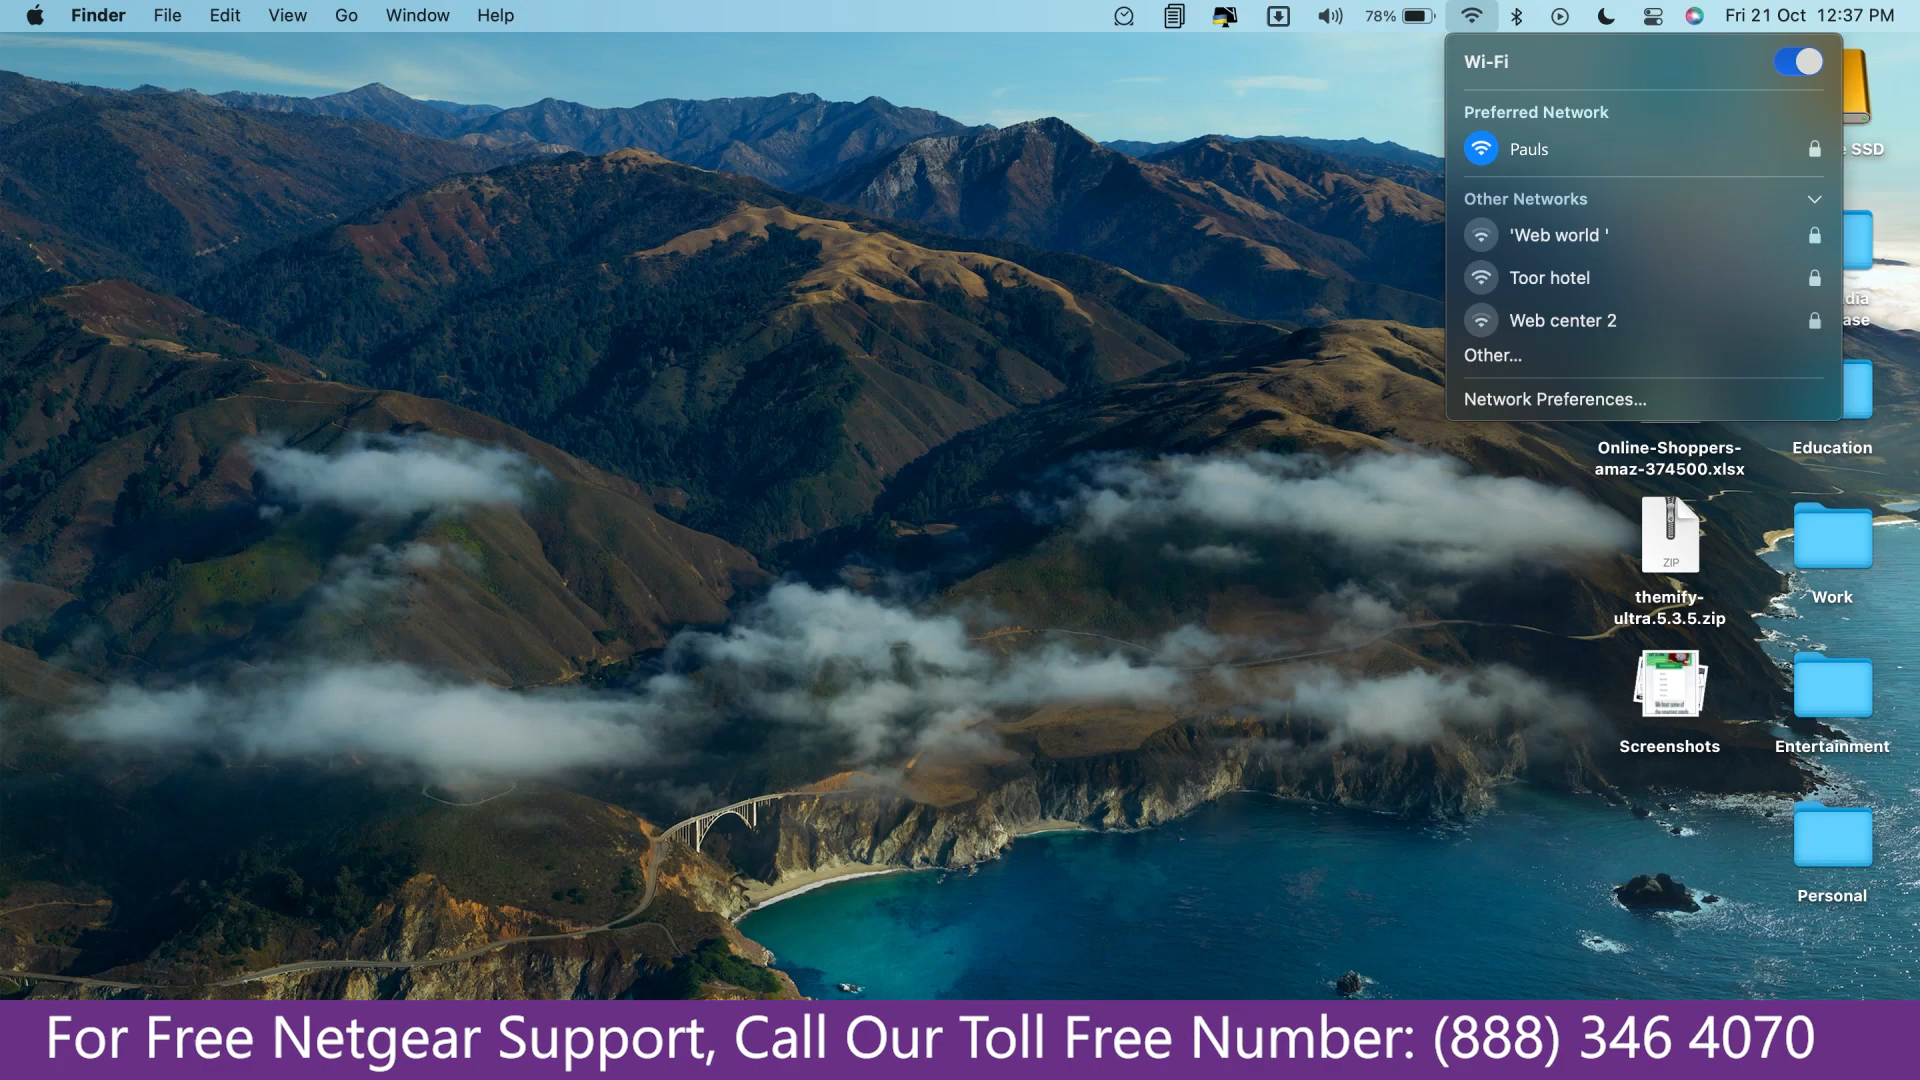 Finder File Edit View Go Window Help 78% Fri 21 Oct 12:37 PM
Wi-Fi
Preferred Network
Pauls
Other Networks
'Web world '
Toor hotel
Web center 2
Other...
Network Preferences...
SSD
dia
ase
Online-Shoppers-
amaz-374500.xlsx
Education
ZIP
themify-
ultra.5.3.5.zip
Work
Screenshots
Entertainment
Personal
For Free Netgear Support, Call Our Toll Free Number: (888) 346 4070